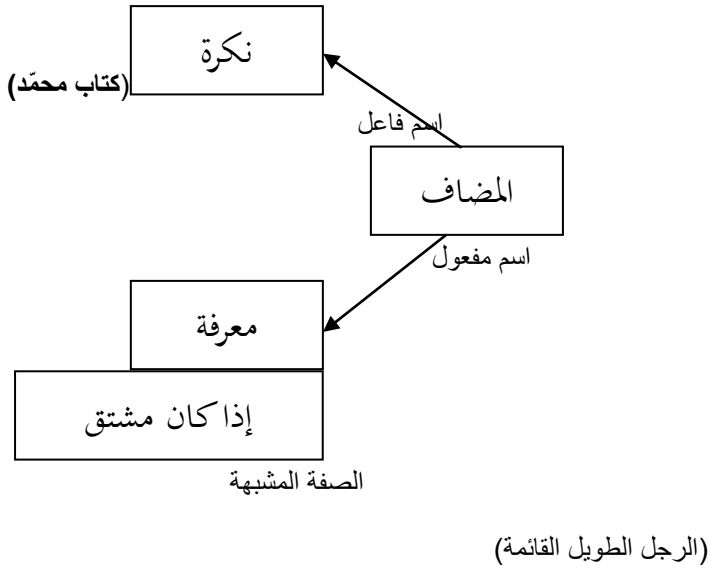 نكرة
(كتاب محمّد)
اسم فاعل
المضاف
اسم مفعول
معرفة
إذا كان مشتق
الصفة المشبهة
(الرجل الطويل القائمة)